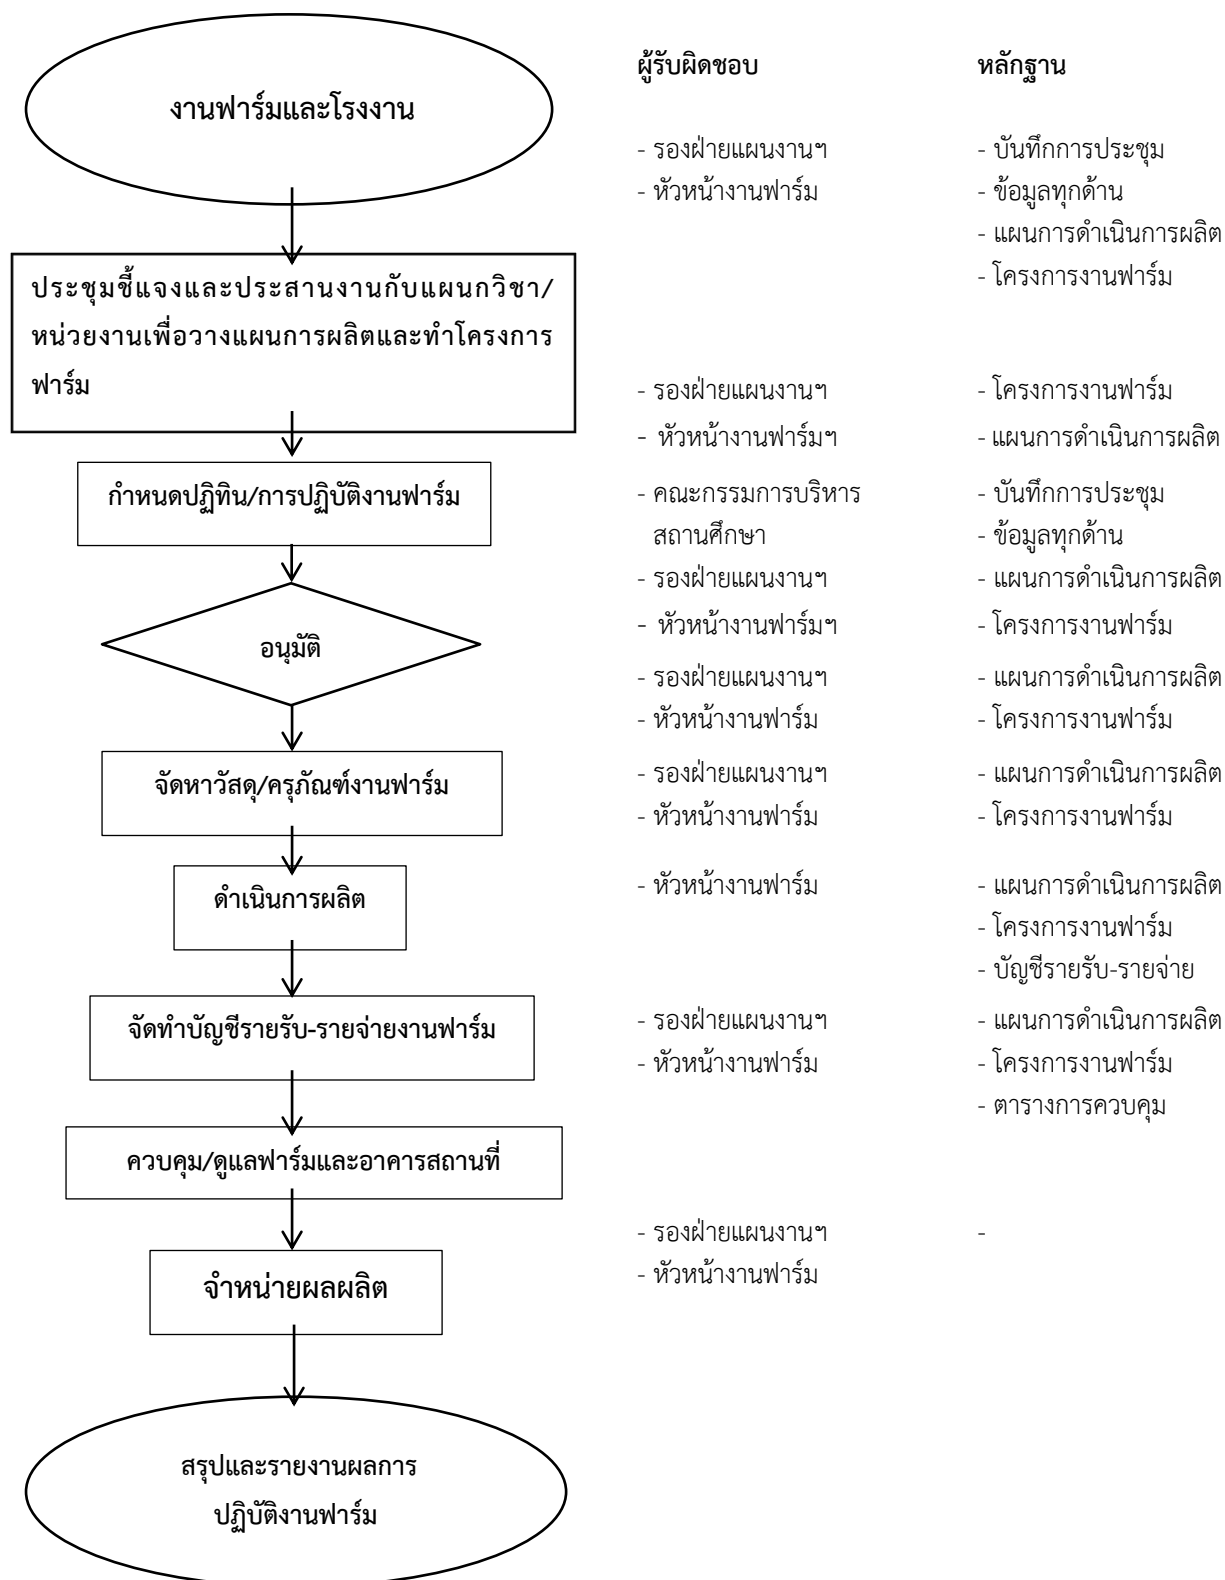 งานฟาร์มและโรงงาน
ประชุมชี้แจงและประสานงานกับแผนกวิชา/
หน่วยงานเพื่อวางแผนการผลิตและทำโครงการ
ฟาร์ม
กำหนดปฏิทิน/การปฏิบัติงานฟาร์ม
อนุมัติ
จัดหาวัสดุ/ครุภัณฑ์งานฟาร์ม
ดำเนินการผลิต
จัดทำบัญชีรายรับ-รายจ่ายงานฟาร์ม
ควบคุม/ดูแลฟาร์มและอาคารสถานที่
จำหน่ายผลผลิต
สรุปและรายงานผลการ
ปฏิบัติงานฟาร์ม
ผู้รับผิดชอบ
- รองฝ่ายแผนงานฯ
- หัวหน้างานฟาร์ม
- รองฝ่ายแผนงานฯ
- หัวหน้างานฟาร์มฯ
- คณะกรรมการบริหาร
สถานศึกษา
- รองฝ่ายแผนงานฯ
- หัวหน้างานฟาร์มฯ
- รองฝ่ายแผนงานฯ
- หัวหน้างานฟาร์ม
- รองฝ่ายแผนงานฯ
- หัวหน้างานฟาร์ม
- หัวหน้างานฟาร์ม
- รองฝ่ายแผนงานฯ
- หัวหน้างานฟาร์ม
- รองฝ่ายแผนงานฯ
- หัวหน้างานฟาร์ม
หลักฐาน
- บันทึกการประชุม
- ข้อมูลทุกด้าน
- แผนการดำเนินการผลิต
- โครงการงานฟาร์ม
- โครงการงานฟาร์ม
- แผนการดำเนินการผลิต
- บันทึกการประชุม
- ข้อมูลทุกด้าน
- แผนการดำเนินการผลิต
- โครงการงานฟาร์ม
- แผนการดำเนินการผลิต
- โครงการงานฟาร์ม
- แผนการดำเนินการผลิต
- โครงการงานฟาร์ม
- แผนการดำเนินการผลิต
- โครงการงานฟาร์ม
- บัญชีรายรับ-รายจ่าย
- แผนการดำเนินการผลิต
- โครงการงานฟาร์ม
- ตารางการควบคุม
-